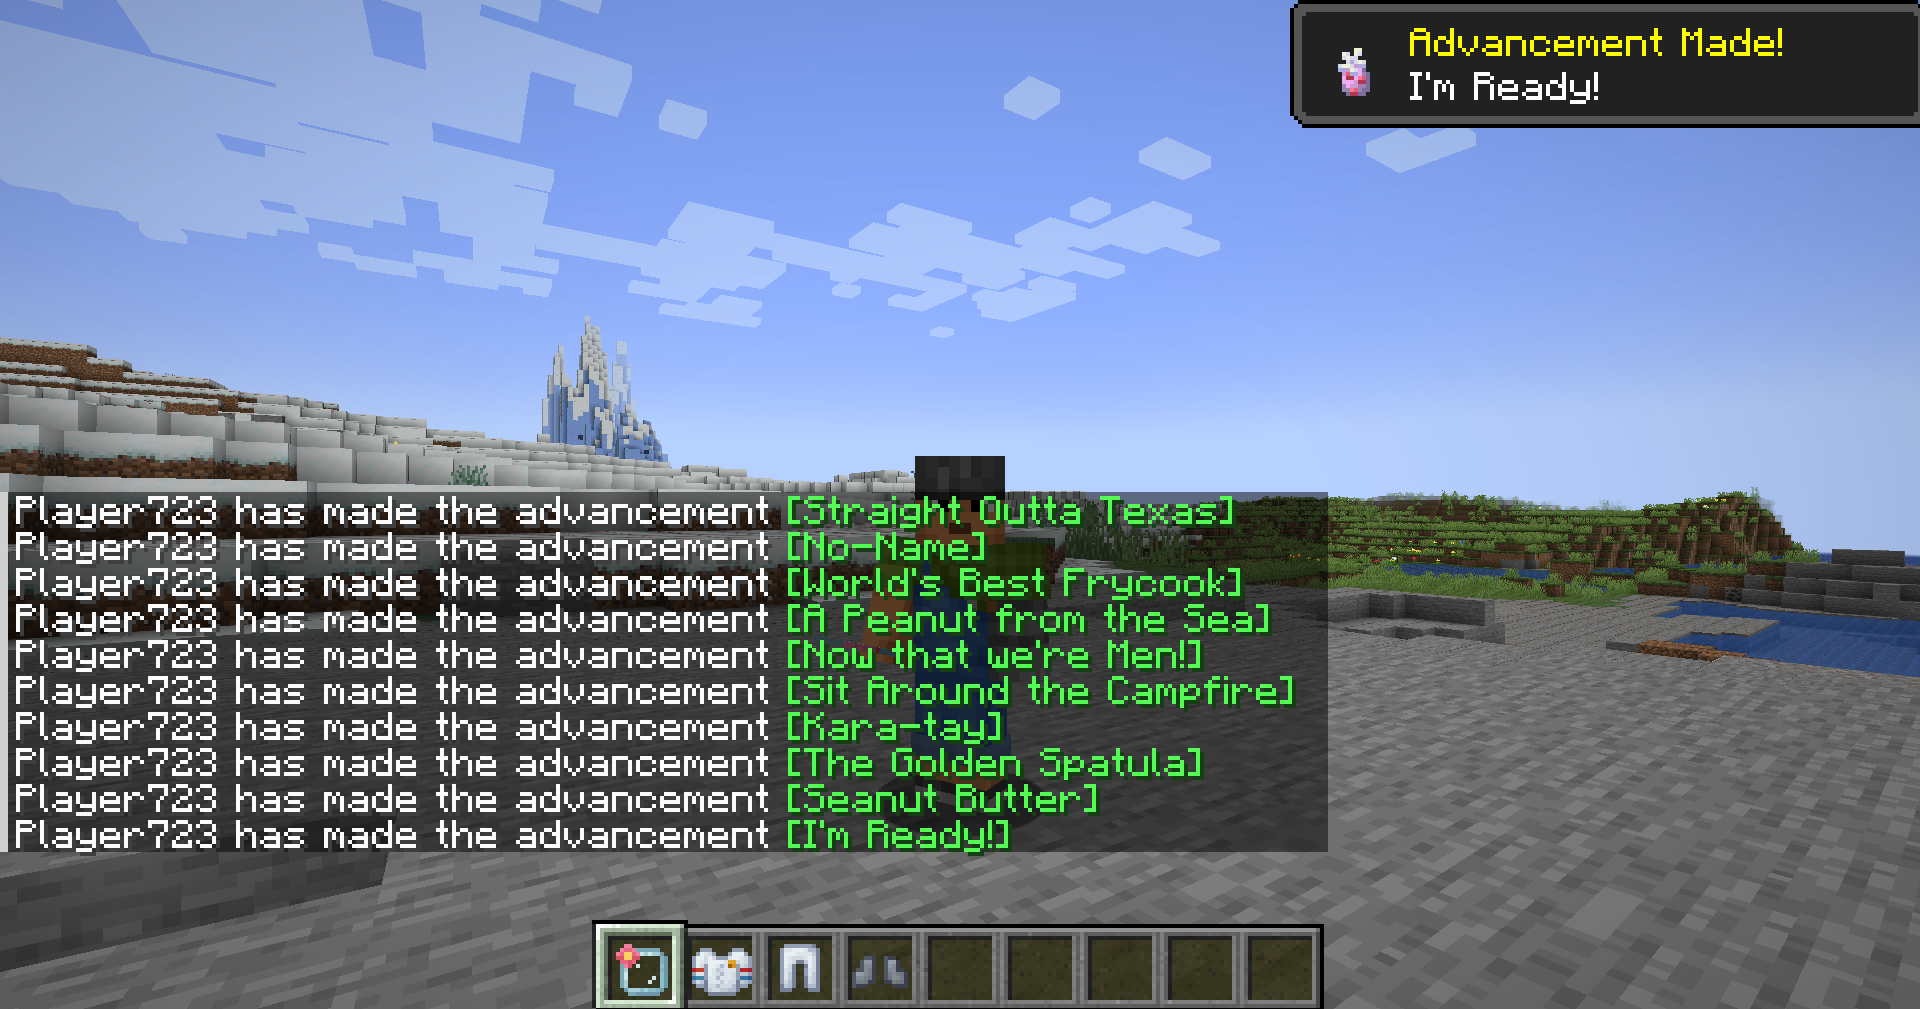 Advancement Made!
I'm Ready!
Player723 has made the advancement [Straight Outta Texas]
Player723 has made the advancement [No-Name]
Player723 has made the advancement [World's Best Frycook]
Player723 has made the advancement [A Peanut from the Sea]
Player723 has made the advancement [Now that we're Men!]
Player723 has made the advancement [Sit Around the Campfire]
Player723 has made the advancement [Kara-tay]
Player723 has made the advancement [The Golden Spatula]
Player723 has made the advancement [Seanut Butter]
Player723 has made the advancement [I'm Ready!]